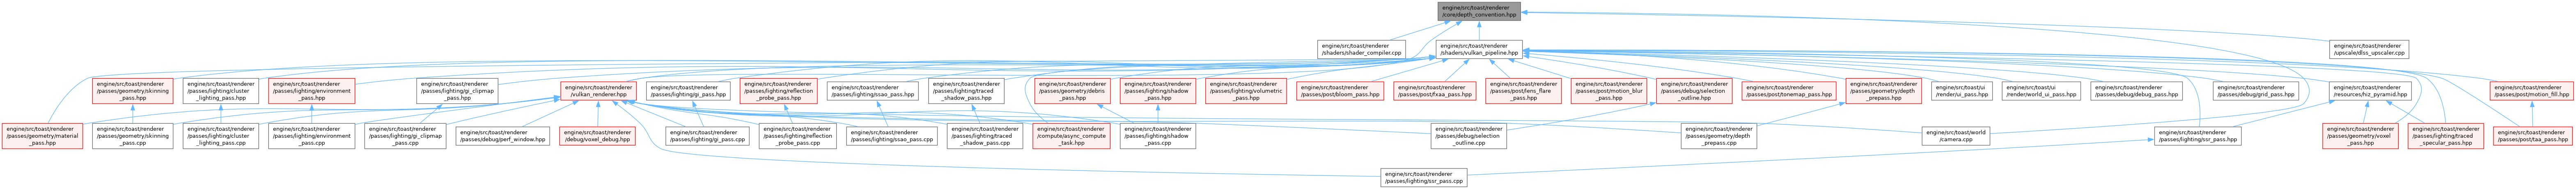 engine/src/toast/renderer
/core/depth_convention.hpp
engine/src/toast/renderer
/shaders/shader_compiler.cpp
engine/src/toast/renderer
/shaders/vulkan_pipeline.hpp
engine/src/toast/renderer
/upscale/dlss_upscaler.cpp
engine/src/toast/renderer
/passes/geometry/skinning
_pass.hpp
engine/src/toast/renderer
/passes/lighting/cluster
_lighting_pass.hpp
engine/src/toast/renderer
/passes/lighting/environment
_pass.hpp
engine/src/toast/renderer
/passes/lighting/gi_clipmap
_pass.hpp
engine/src/toast/renderer
/vulkan_renderer.hpp
engine/src/toast/renderer
/passes/lighting/gi_pass.hpp
engine/src/toast/renderer
/passes/lighting/reflection
_probe_pass.hpp
engine/src/toast/renderer
/passes/lighting/ssao_pass.hpp
engine/src/toast/renderer
/passes/lighting/traced
_shadow_pass.hpp
engine/src/toast/renderer
/passes/geometry/debris
_pass.hpp
engine/src/toast/renderer
/passes/lighting/shadow
_pass.hpp
engine/src/toast/renderer
/passes/lighting/volumetric
_pass.hpp
engine/src/toast/renderer
/passes/post/bloom_pass.hpp
engine/src/toast/renderer
/passes/post/fxaa_pass.hpp
engine/src/toast/renderer
/passes/post/lens_flare
_pass.hpp
engine/src/toast/renderer
/passes/post/motion_blur
_pass.hpp
engine/src/toast/renderer
/passes/debug/selection
_outline.hpp
engine/src/toast/renderer
/passes/post/tonemap_pass.hpp
engine/src/toast/renderer
/passes/geometry/depth
_prepass.hpp
engine/src/toast/ui
/render/ui_pass.hpp
engine/src/toast/ui
/render/world_ui_pass.hpp
engine/src/toast/renderer
/passes/debug/debug_pass.hpp
engine/src/toast/renderer
/passes/debug/grid_pass.hpp
engine/src/toast/renderer
/resources/hiz_pyramid.hpp
engine/src/toast/renderer
/passes/post/motion_fill.hpp
engine/src/toast/renderer
/passes/geometry/material
_pass.hpp
engine/src/toast/renderer
/passes/geometry/skinning
_pass.cpp
engine/src/toast/renderer
/passes/lighting/cluster
_lighting_pass.cpp
engine/src/toast/renderer
/passes/lighting/environment
_pass.cpp
engine/src/toast/renderer
/passes/lighting/gi_clipmap
_pass.cpp
engine/src/toast/renderer
/passes/debug/perf_window.hpp
engine/src/toast/renderer
/debug/voxel_debug.hpp
engine/src/toast/renderer
/passes/lighting/gi_pass.cpp
engine/src/toast/renderer
/passes/lighting/reflection
_probe_pass.cpp
engine/src/toast/renderer
/passes/lighting/ssao_pass.cpp
engine/src/toast/renderer
/passes/lighting/traced
_shadow_pass.cpp
engine/src/toast/renderer
/compute/async_compute
_task.hpp
engine/src/toast/renderer
/passes/lighting/shadow
_pass.cpp
engine/src/toast/renderer
/passes/debug/selection
_outline.cpp
engine/src/toast/renderer
/passes/geometry/depth
_prepass.cpp
engine/src/toast/world
/camera.cpp
engine/src/toast/renderer
/passes/lighting/ssr_pass.hpp
engine/src/toast/renderer
/passes/geometry/voxel
_pass.hpp
engine/src/toast/renderer
/passes/lighting/traced
_specular_pass.hpp
engine/src/toast/renderer
/passes/post/taa_pass.hpp
engine/src/toast/renderer
/passes/lighting/ssr_pass.cpp